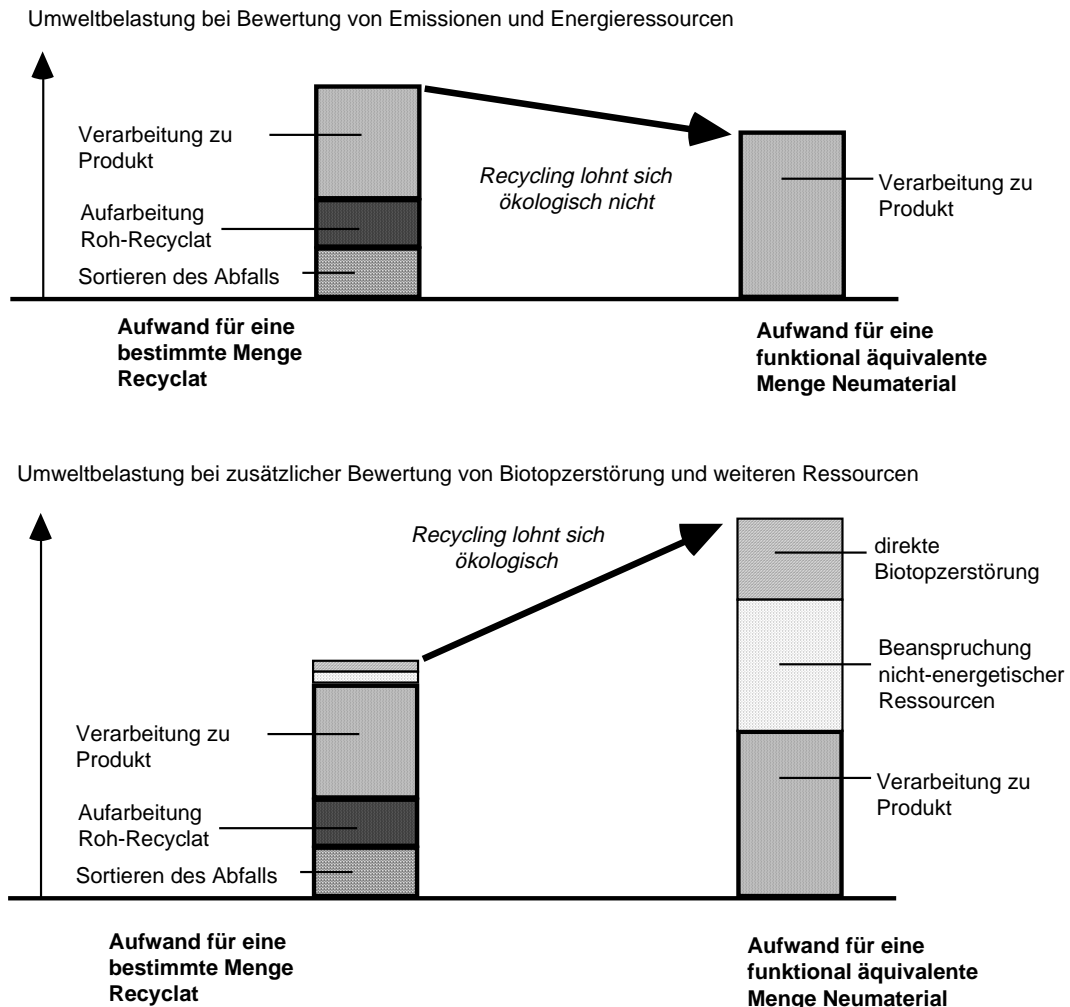 Umweltbelastung bei Bewertung von Emissionen und Energieressourcen
Verarbeitung zu
Produkt
Aufarbeitung
Roh-Recyclat
Sortieren des Abfalls
Recycling lohnt sich
ökologisch nicht
Verarbeitung zu
Produkt
Aufwand für eine
bestimmte Menge
Recyclat
Aufwand für eine
funktional äquivalente
Menge Neumaterial
Umweltbelastung bei zusätzlicher Bewertung von Biotopzerstörung und weiteren Ressourcen
Recycling lohnt sich
ökologisch
direkte
Biotopzerstörung
Beanspruchung
nicht-energetischer
Ressourcen
Verarbeitung zu
Produkt
Aufarbeitung
Roh-Recyclat
Sortieren des Abfalls
Verarbeitung zu
Produkt
Aufwand für eine
bestimmte Menge
Recyclat
Aufwand für eine
funktional äquivalente
Menge Neumaterial